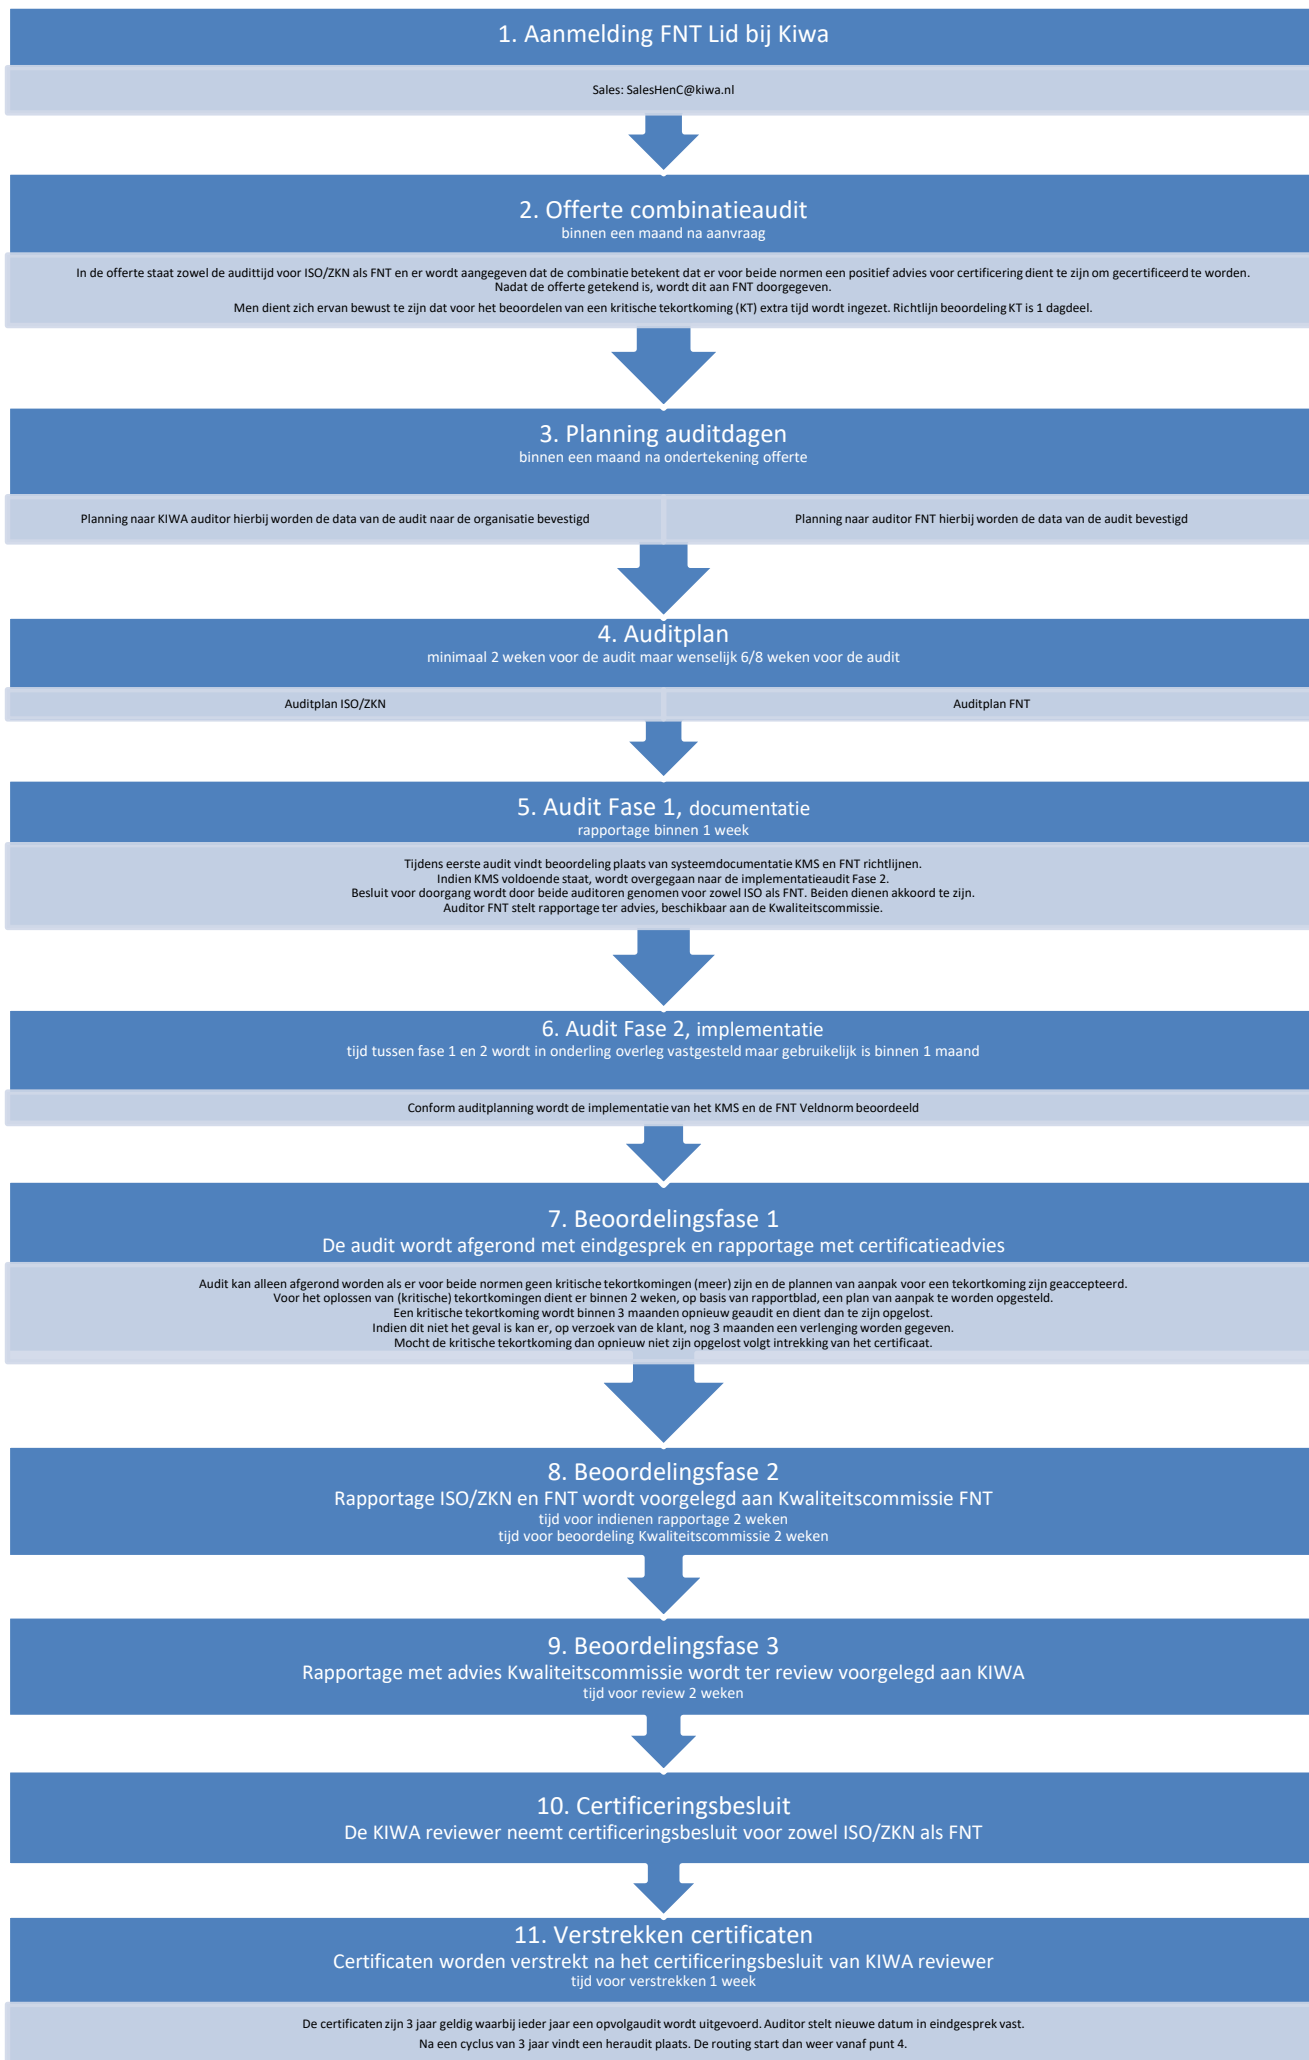 1. Aanmelding FNT Lid bij Kiwa
Sales: SalesHenC@kiwa.nl
2. Offerte combinatieaudit
binnen een maand na aanvraag
In de offerte staat zowel de audittijd voor ISO/ZKN als FNT en er wordt aangegeven dat de combinatie betekent dat er voor beide normen een positief advies voor certificering dient te zijn om gecertificeerd te worden.
Nadat de offerte getekend is, wordt dit aan FNT doorgegeven.
Men dient zich ervan bewust te zijn dat voor het beoordelen van een kritische tekortkoming (KT) extra tijd wordt ingezet. Richtlijn beoordeling KT is 1 dagdeel.
3. Planning auditdagen
binnen een maand na ondertekening offerte
Planning naar KIWA auditor hierbij worden de data van de audit naar de organisatie bevestigd
Planning naar auditor FNT hierbij worden de data van de audit bevestigd
4. Auditplan
minimaal 2 weken voor de audit maar wenselijk 6/8 weken voor de audit
Auditplan ISO/ZKN
Auditplan FNT
5. Audit Fase 1, documentatie
rapportage binnen 1 week
Tijdens eerste audit vindt beoordeling plaats van systeemdocumentatie KMS en FNT richtlijnen.
Indien KMS voldoende staat, wordt overgegaan naar de implementatieaudit Fase 2.
Besluit voor doorgang wordt door beide auditoren genomen voor zowel ISO als FNT. Beiden dienen akkoord te zijn.
Auditor FNT stelt rapportage ter advies, beschikbaar aan de Kwaliteitscommissie.
6. Audit Fase 2, implementatie
tijd tussen fase 1 en 2 wordt in onderling overleg vastgesteld maar gebruikelijk is binnen 1 maand
Conform auditplanning wordt de implementatie van het KMS en de FNT Veldnorm beoordeeld
7. Beoordelingsfase 1
De audit wordt afgerond met eindgesprek en rapportage met certificatieadvies
Audit kan alleen afgerond worden als er voor beide normen geen kritische tekortkomingen (meer) zijn en de plannen van aanpak voor een tekortkoming zijn geaccepteerd.
Voor het oplossen van (kritische) tekortkomingen dient er binnen 2 weken, op basis van rapportblad, een plan van aanpak te worden opgesteld.
Een kritische tekortkoming wordt binnen 3 maanden opnieuw geaudit en dient dan te zijn opgelost.
Indien dit niet het geval is kan er, op verzoek van de klant, nog 3 maanden een verlenging worden gegeven.
Mocht de kritische tekortkoming dan opnieuw niet zijn opgelost volgt intrekking van het certificaat.
8. Beoordelingsfase 2
Rapportage ISO/ZKN en FNT wordt voorgelegd aan Kwaliteitscommissie FNT
tijd voor indienen rapportage 2 weken
tijd voor beoordeling Kwaliteitscommissie 2 weken
9. Beoordelingsfase 3
Rapportage met advies Kwaliteitscommissie wordt ter review voorgelegd aan KIWA
tijd voor review 2 weken
10. Certificeringsbesluit
De KIWA reviewer neemt certificeringsbesluit voor zowel ISO/ZKN als FNT
11. Verstrekken certificaten
Certificaten worden verstrekt na het certificeringsbesluit van KIWA reviewer
tijd voor verstrekken 1 week
De certificaten zijn 3 jaar geldig waarbij ieder jaar een opvolgaudit wordt uitgevoerd. Auditor stelt nieuwe datum in eindgesprek vast.
Na een cyclus van 3 jaar vindt een heraudit plaats. De routing start dan weer vanaf punt 4.